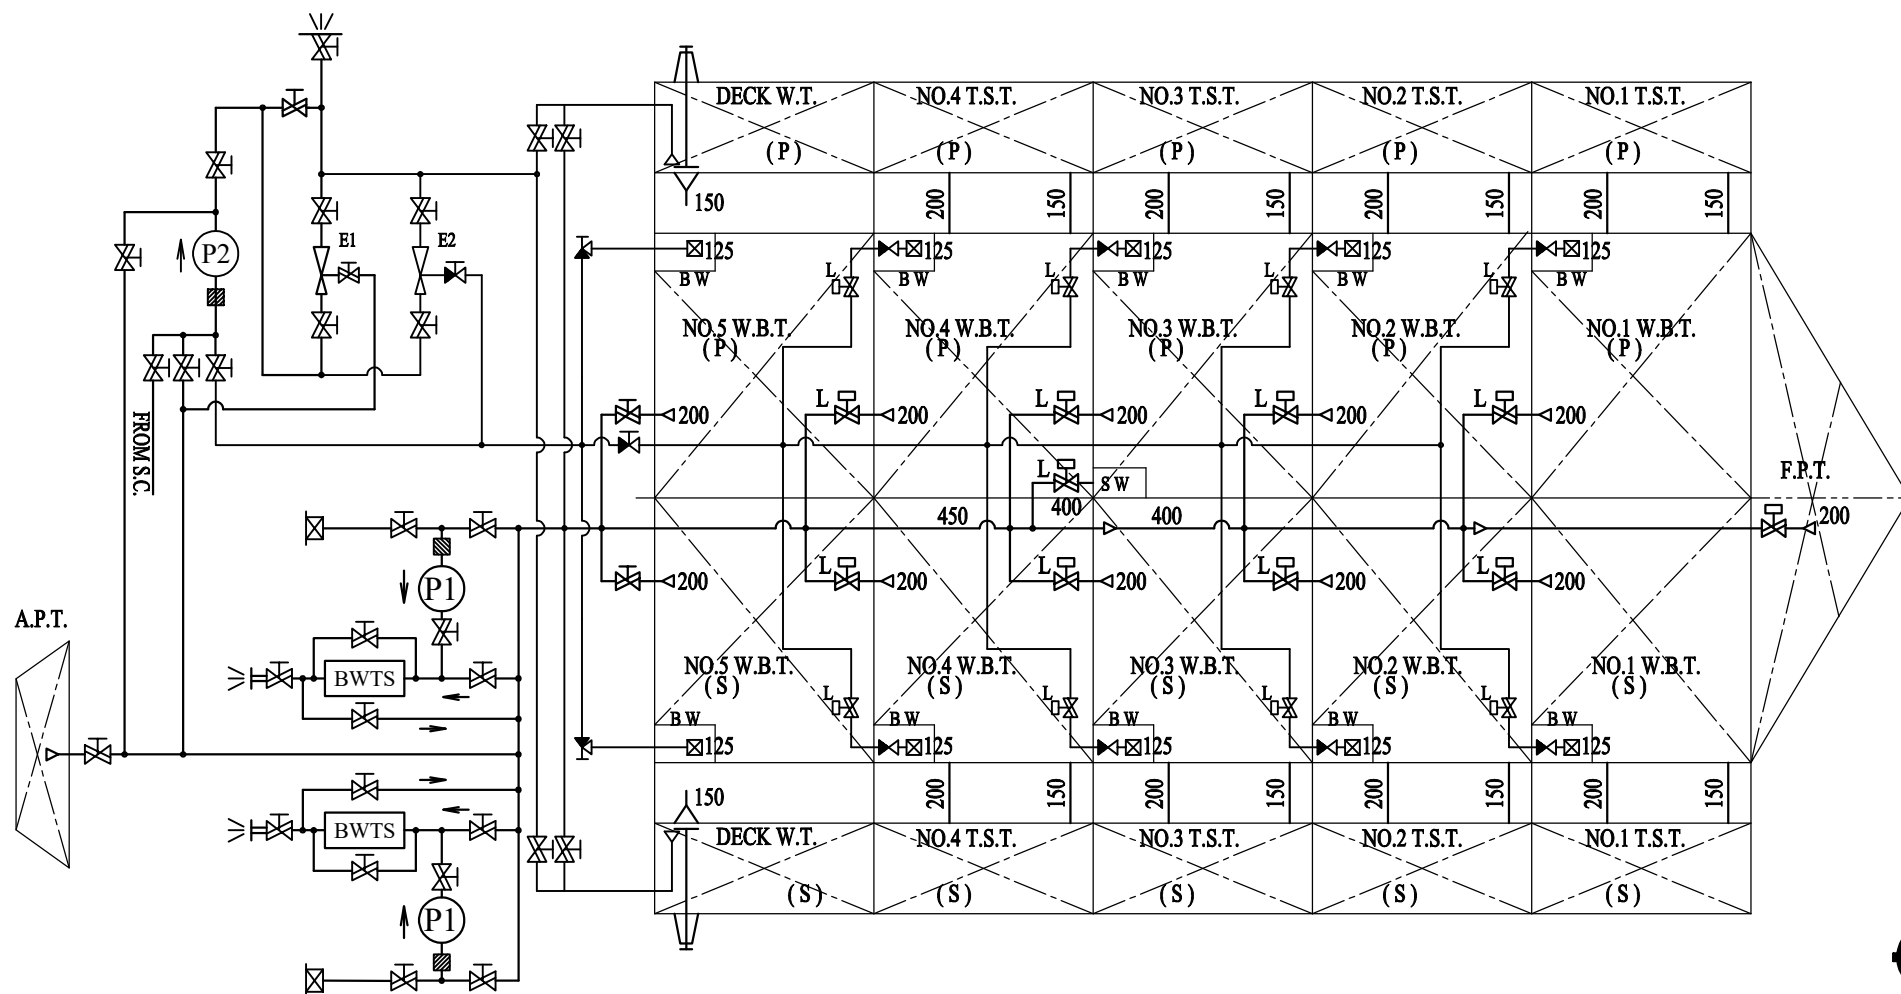 DECK W.T.
NO.4 T.S.T.
NO.3 T.S.T.
NO.2 T.S.T.
NO.1 T.S.T.
(P)
(P)
(P)
(P)
(P)
150
200
150
200
150
200
150
200
150
E1
E2
P2
125
125
125
125
125
BW
BW
BW
BW
BW
L
L
L
L
NO.5 W.B.T.
(P)
NO.4 W.B.T.
(P)
NO.3 W.B.T.
(P)
NO.2 W.B.T.
(P)
NO.1 W.B.T.
(P)
FROM S.C.
200
L
200
L
200
L
200
L
200
L
SW
F.P.T.
400
450
400
200
P1
200
L
200
L
200
L
200
L
200
A.P.T.
BWTS
NO.5 W.B.T.
(S)
NO.4 W.B.T.
(S)
NO.3 W.B.T.
(S)
NO.2 W.B.T.
(S)
NO.1 W.B.T.
(S)
L
L
L
L
BW
BW
BW
BW
BW
125
125
125
125
125
150
200
150
200
150
200
150
200
150
BWTS
DECK W.T.
NO.4 T.S.T.
NO.3 T.S.T.
NO.2 T.S.T.
NO.1 T.S.T.
(S)
(S)
(S)
(S)
(S)
P1